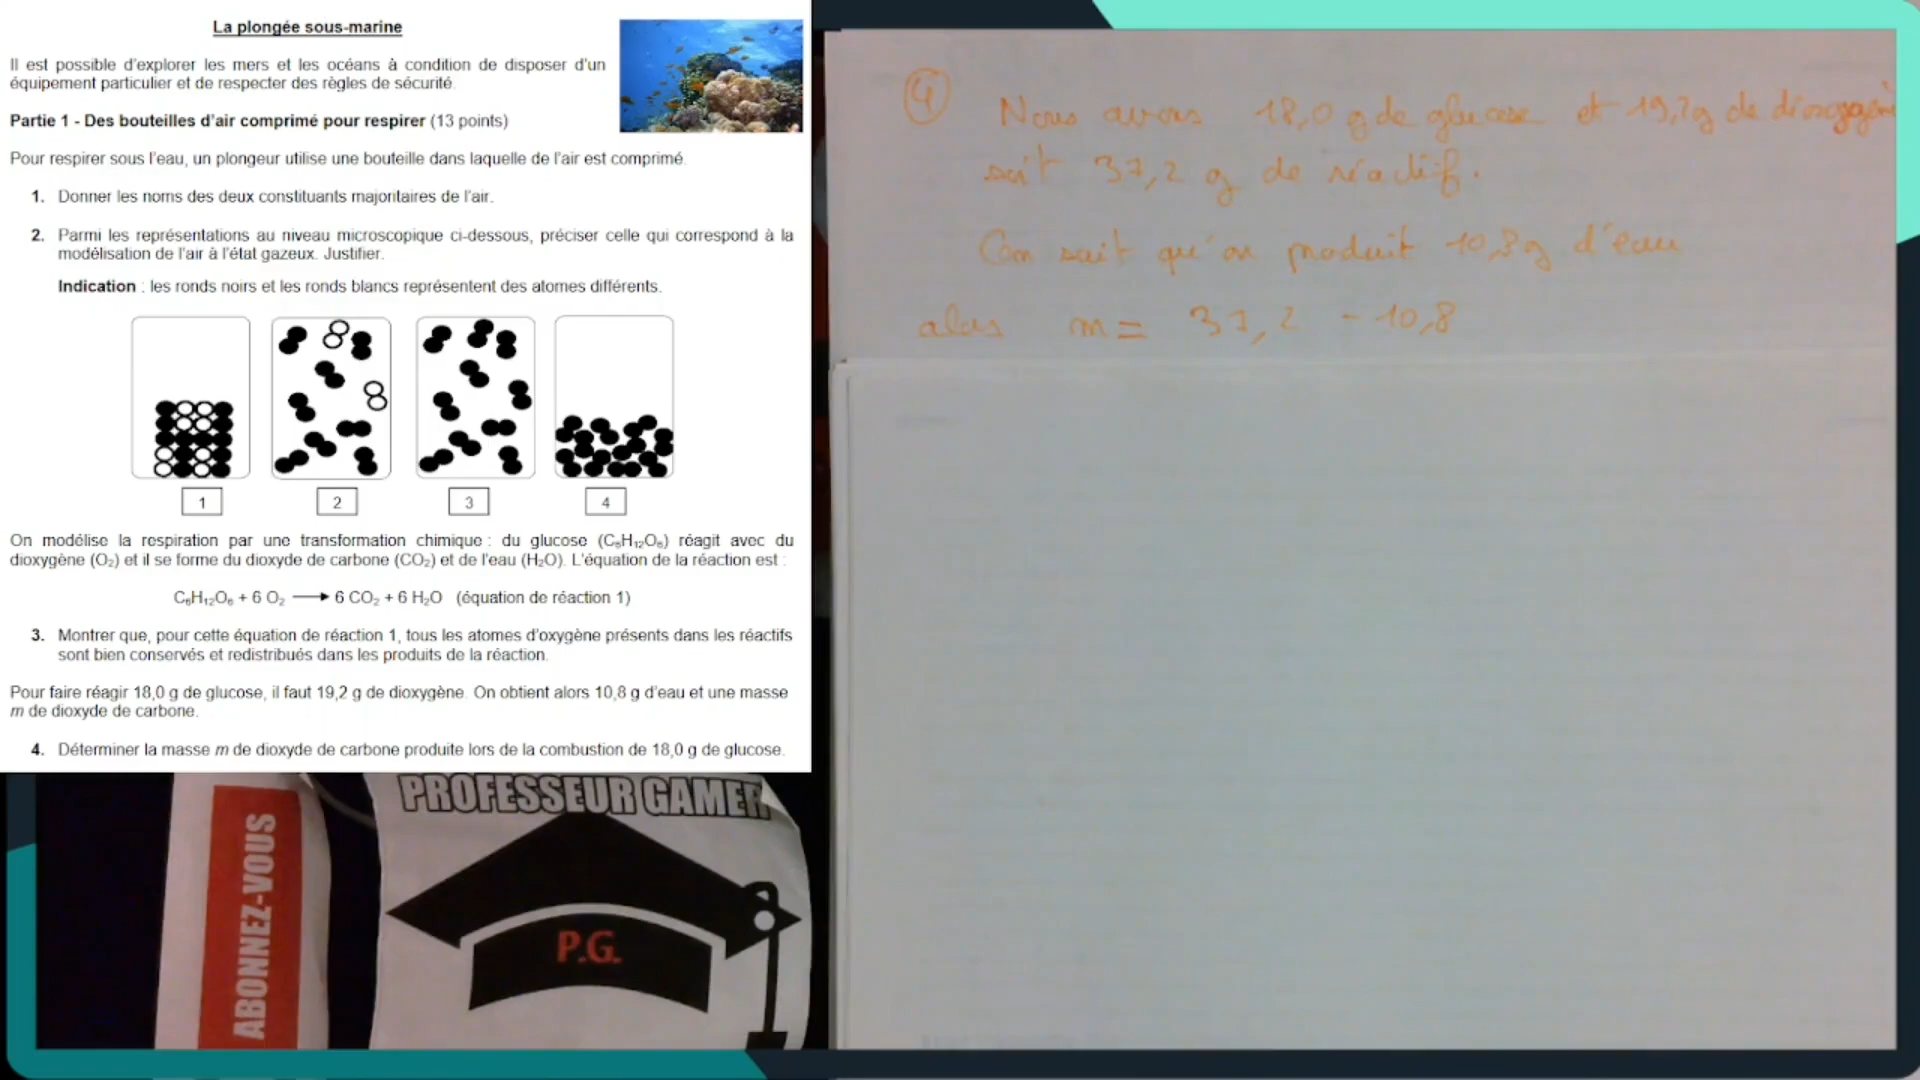 La plongée sous-marine
Il est possible d'explorer les mers et les océans à condition de disposer d'un
équipement particulier et de respecter des règles de sécurité.
Partie 1 - Des bouteilles d'air comprimé pour respirer (13 points)
Pour respirer sous l'eau, un plongeur utilise une bouteille dans laquelle de l'air est comprimé.
1. Donner les noms des deux constituants majoritaires de l'air.
2. Parmi les représentations au niveau microscopique ci-dessous, préciser celle qui correspond à la
modélisation de l'air à l'état gazeux. Justifier.
Indication : les ronds noirs et les ronds blancs représentent des atomes différents.
1 2 3 4
On modélise la respiration par une transformation chimique : du glucose (C₆H₁₂O₆) réagit avec du
dioxygène (O₂) et il se forme du dioxyde de carbone (CO₂) et de l'eau (H₂O). L'équation de la réaction est :
C₆H₁₂O₆ + 6 O₂ ⟶ 6 CO₂ + 6 H₂O (équation de réaction 1)
3. Montrer que, pour cette équation de réaction 1, tous les atomes d'oxygène présents dans les réactifs
sont bien conservés et redistribués dans les produits de la réaction.
Pour faire réagir 18,0 g de glucose, il faut 19,2 g de dioxygène. On obtient alors 10,8 g d'eau et une masse
m de dioxyde de carbone.
4. Déterminer la masse m de dioxyde de carbone produite lors de la combustion de 18,0 g de glucose.
PROFESSEUR GAMER
P.G.
ABONNEZ-VOUS
④ Nous avons 18,0 g de glucose et 19,2g de dioxygène
soit 37,2 g de réactif.
On sait qu'on produit 10,8g d'eau
alors m = 37,2 - 10,8